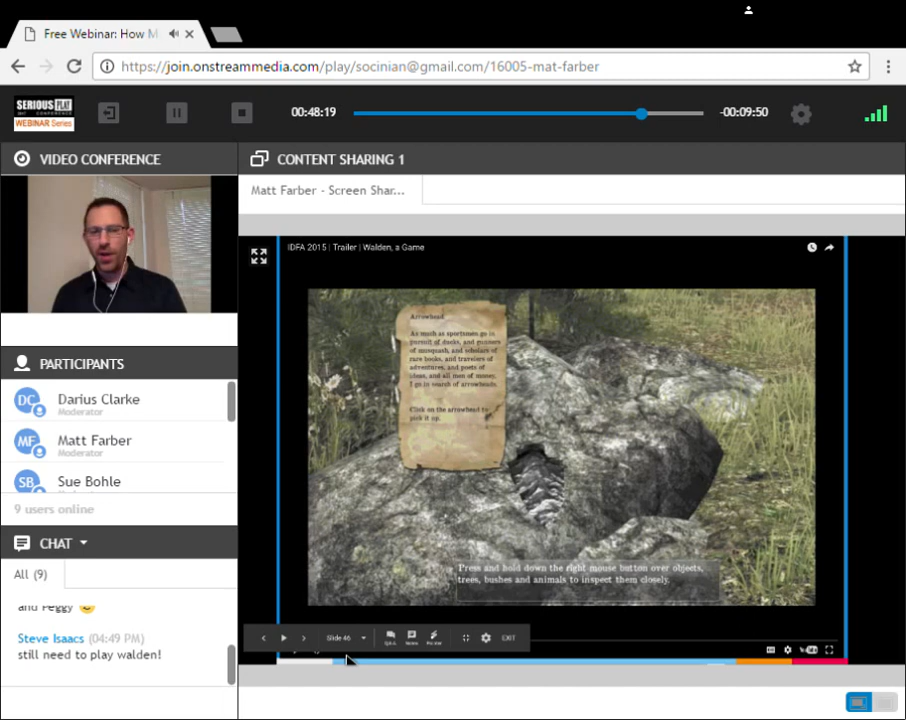 Free Webinar: How M
https://join.onstreammedia.com/play/socinian@gmail.com/16005-mat-farber
SERIOUS PLAY
CONFERENCE
WEBINAR Series
00:48:19
-00:09:50
VIDEO CONFERENCE
CONTENT SHARING 1
Matt Farber - Screen Shar...
IDFA 2015 | Trailer | Walden, a Game
Arrowhead
As much as sportsmen go in
pursuit of ducks, and gunners
of musquash, and scholars of
rare books, and travelers of
adventures, and poets of
ideas, and all men of money,
I go in search of arrowheads.
Click on the arrowhead to
pick it up.
Press and hold down the right mouse button over objects,
trees, bushes and animals to inspect them closely.
PARTICIPANTS
DC
Darius Clarke
Moderator
MF
Matt Farber
Moderator
SB
Sue Bohle
9 users online
CHAT
All (9)
and Peggy
Steve Isaacs (04:49 PM)
still need to play walden!
Slide 46
Q & A
Notes
Pointer
EXIT